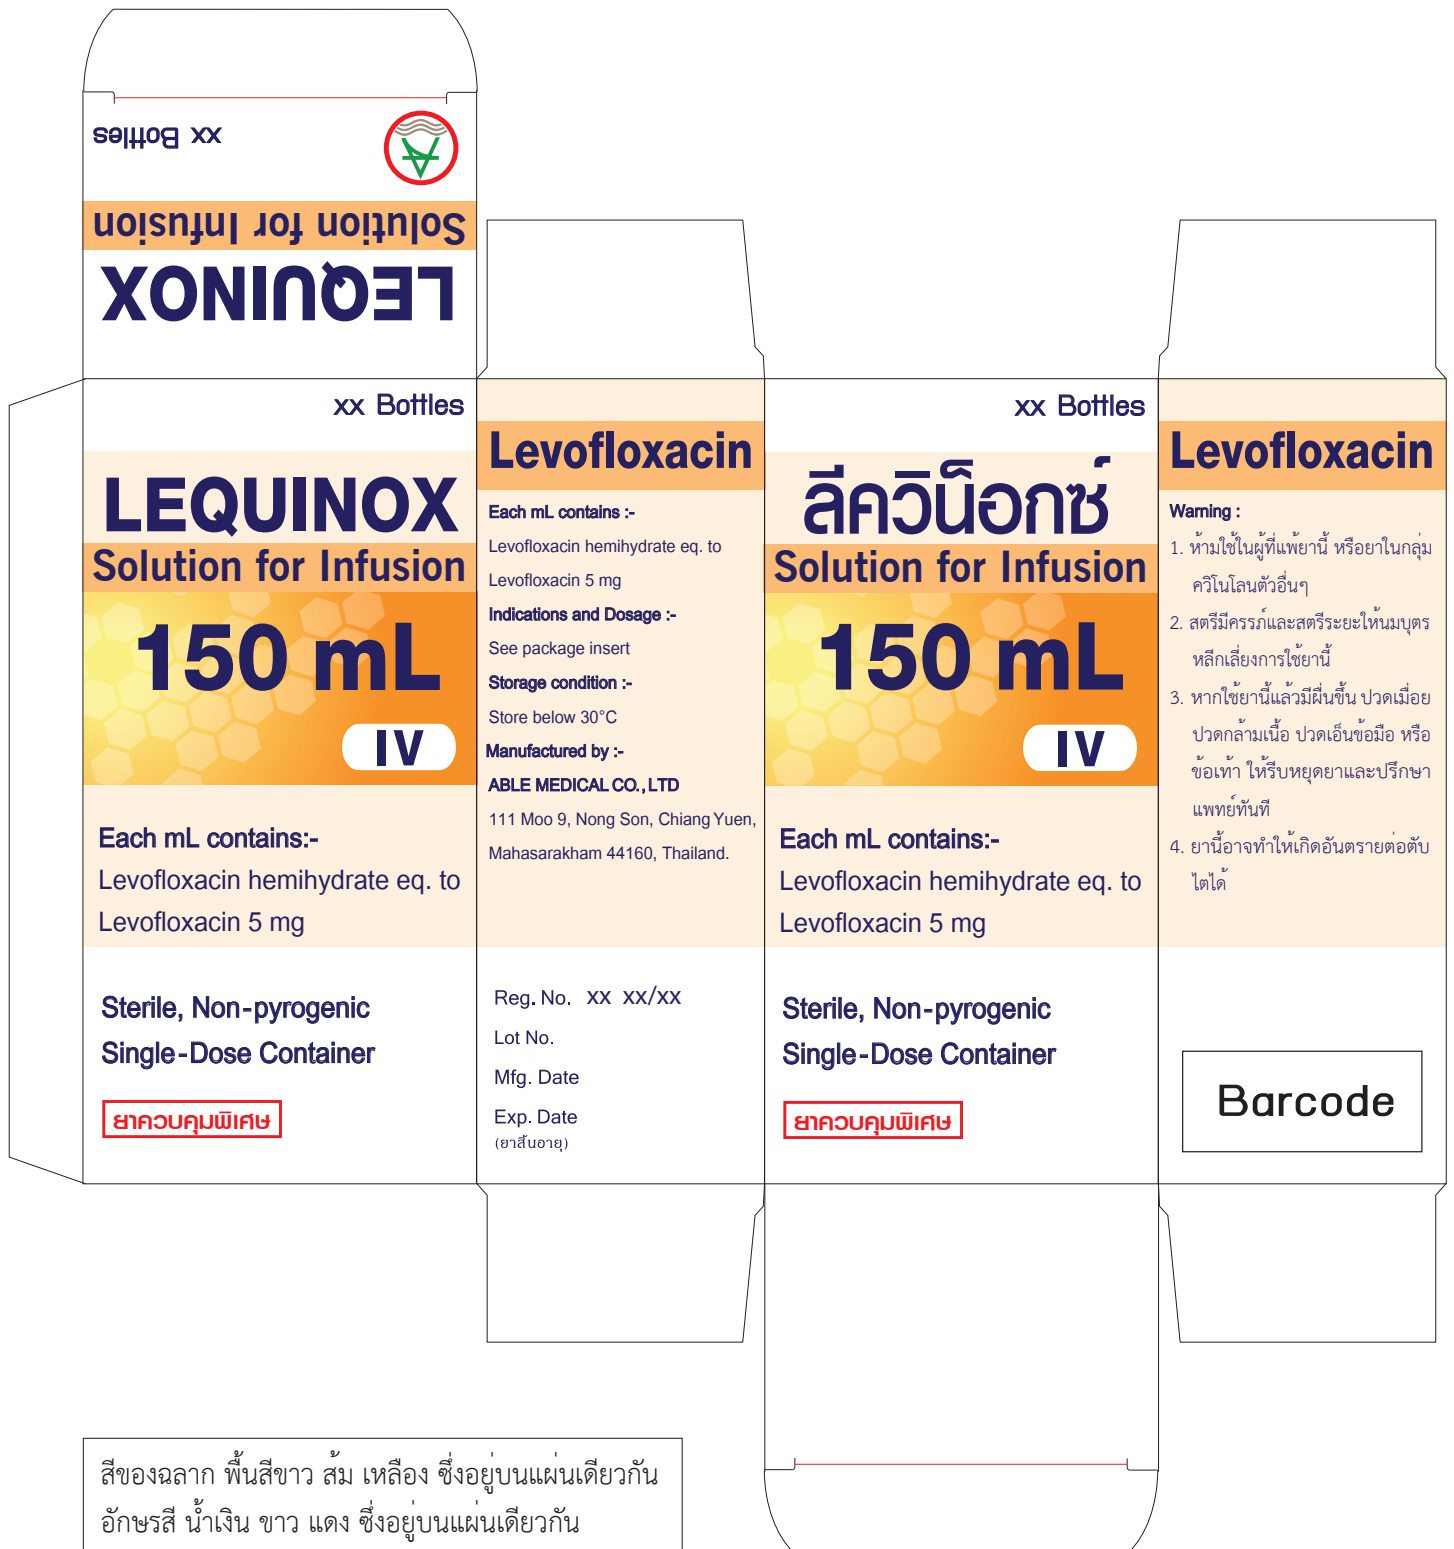 xx Bottles
Solution for Infusion
LEQUINOX
xx Bottles
LEQUINOX
Solution for Infusion
150 mL
IV
Each mL contains:-
Levofloxacin hemihydrate eq. to
Levofloxacin 5 mg
Sterile, Non-pyrogenic
Single-Dose Container
ยาควบคุมพิเศษ
Levofloxacin
Each mL contains :-
Levofloxacin hemihydrate eq. to
Levofloxacin 5 mg
Indications and Dosage :-
See package insert
Storage condition :-
Store below 30°C
Manufactured by :-
ABLE MEDICAL CO., LTD
111 Moo 9, Nong Son, Chiang Yuen,
Mahasarakham 44160, Thailand.
Reg. No. xx xx/xx
Lot No.
Mfg. Date
Exp. Date
(ยาสิ้นอายุ)
xx Bottles
ลีควิน็อกซ์
Solution for Infusion
150 mL
IV
Each mL contains:-
Levofloxacin hemihydrate eq. to
Levofloxacin 5 mg
Sterile, Non-pyrogenic
Single-Dose Container
ยาควบคุมพิเศษ
Levofloxacin
Warning :
1. ห้ามใช้ในผู้ที่แพ้ยานี้ หรือยาในกลุ่ม
ควิโนโลนตัวอื่นๆ
2. สตรีมีครรภ์และสตรีระยะให้นมบุตร
หลีกเลี่ยงการใช้ยานี้
3. หากใช้ยานี้แล้วมีผื่นขึ้น ปวดเมื่อย
ปวดกล้ามเนื้อ ปวดเอ็นข้อมือ หรือ
ข้อเท้า ให้รีบหยุดยาและปรึกษา
แพทย์ทันที
4. ยานี้อาจทำให้เกิดอันตรายต่อตับ
ไตได้
Barcode
สีของฉลาก พื้นสีขาว ส้ม เหลือง ซึ่งอยู่บนแผ่นเดียวกัน
อักษรสี น้ำเงิน ขาว แดง ซึ่งอยู่บนแผ่นเดียวกัน